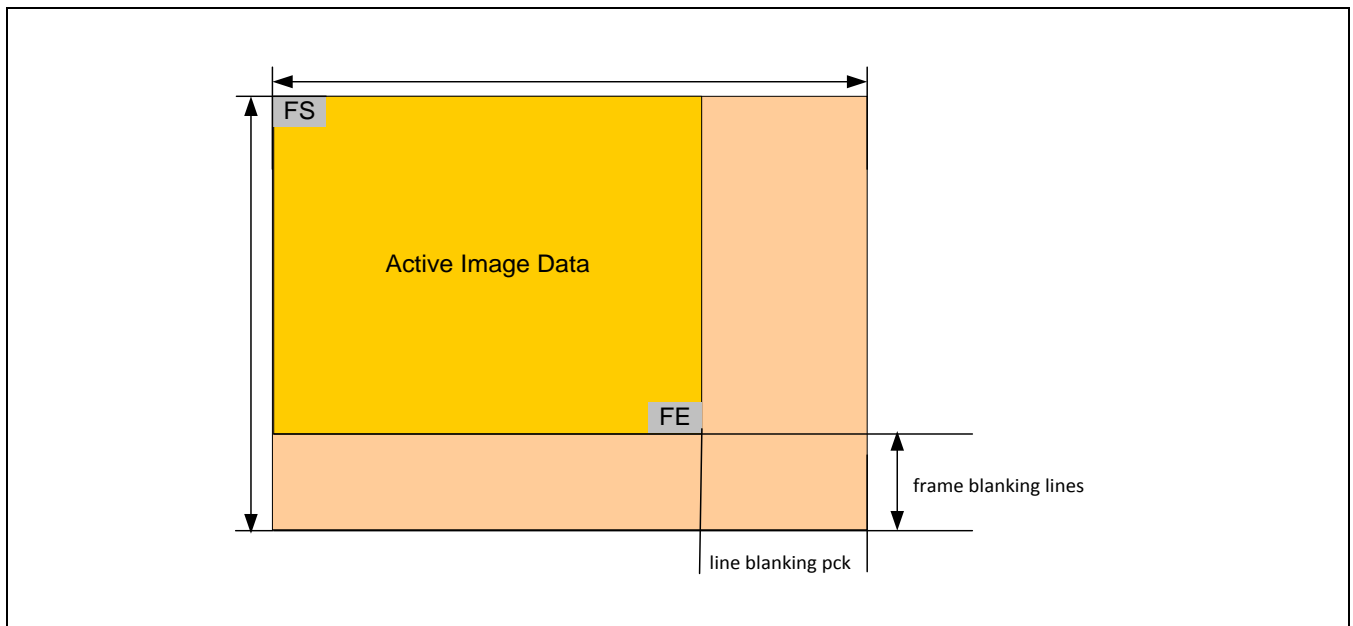 FS
Active Image Data
FE
frame blanking lines
line blanking pck